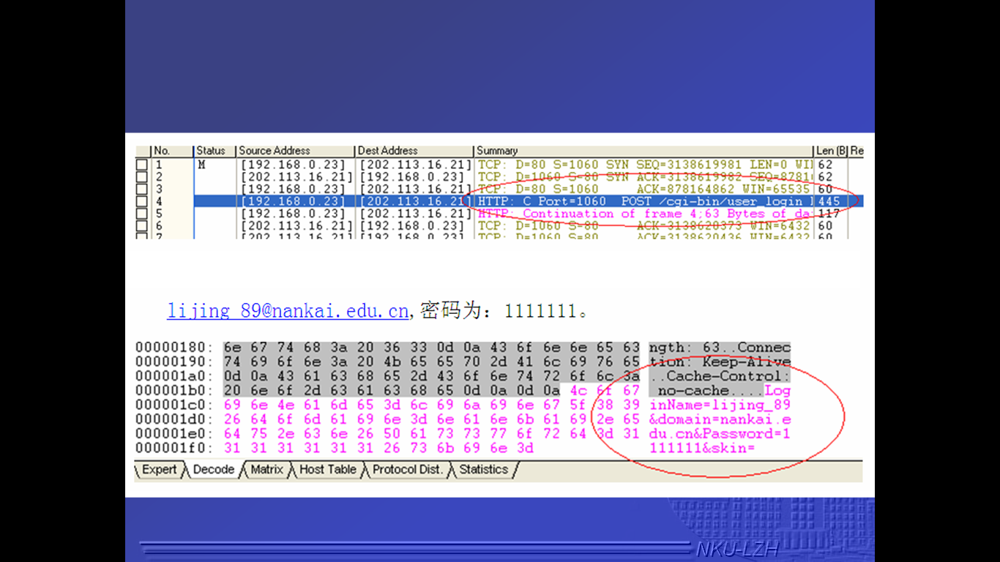 No. Status Source Address Dest Address Summary Len (B Re
1 M [192.168.0.23] [202.113.16.21] TCP: D=80 S=1060 SYN SEQ=3138619981 LEN=0 WI 62
2 [202.113.16.21] [192.168.0.23] TCP: D=1060 S=80 SYN ACK=3138619982 SEQ=8781 62
3 [192.168.0.23] [202.113.16.21] TCP: D=80 S=1060 ACK=878164862 WIN=65535 60
4 [192.168.0.23] [202.113.16.21] HTTP: C Port=1060 POST /cgi-bin/user_login 445
5 [192.168.0.23] [202.113.16.21] HTTP: Continuation of frame 4;63 Bytes of da 117
6 [202.113.16.21] [192.168.0.23] TCP: D=1060 S=80 ACK=3138620373 WIN=6432 60
7 [202.113.16.21] [192.168.0.23] TCP: D=1060 S=80 ACK=3138620436 WIN=6432 60
lijing_89@nankai.edu.cn,密码为：1111111。
00000180: 6e 67 74 68 3a 20 36 33 0d 0a 43 6f 6e 6e 65 63 ngth: 63..Connec
00000190: 74 69 6f 6e 3a 20 4b 65 65 70 2d 41 6c 69 76 65 tion: Keep-Alive
000001a0: 0d 0a 43 61 63 68 65 2d 43 6f 6e 74 72 6f 6c 3a ..Cache-Control:
000001b0: 20 6e 6f 2d 63 61 63 68 65 0d 0a 0d 0a 4c 6f 67 no-cache....Log
000001c0: 69 6e 4e 61 6d 65 3d 6c 69 6a 69 6e 67 5f 38 39 inName=lijing_89
000001d0: 26 64 6f 6d 61 69 6e 3d 6e 61 6e 6b 61 69 2e 65 &domain=nankai.e
000001e0: 64 75 2e 63 6e 26 50 61 73 73 77 6f 72 64 3d 31 du.cn&Password=1
000001f0: 31 31 31 31 31 31 26 73 6b 69 6e 3d 111111&skin=
Expert Decode Matrix Host Table Protocol Dist. Statistics
NKU-LZH